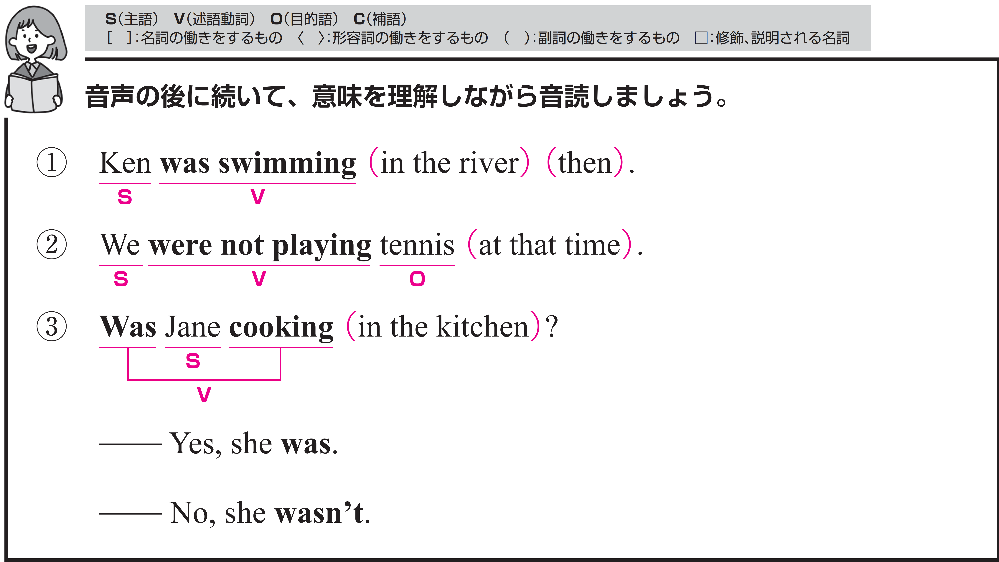 S(主語) V(述語動詞) O(目的語) C(補語)
[ ]:名詞の働きをするもの 〈 〉:形容詞の働きをするもの ( ):副詞の働きをするもの □:修飾、説明される名詞
音声の後に続いて、意味を理解しながら音読しましょう。
① Ken was swimming (in the river) (then).
S V
② We were not playing tennis (at that time).
S V O
③ Was Jane cooking (in the kitchen)?
S
V
―― Yes, she was.
―― No, she wasn’t.